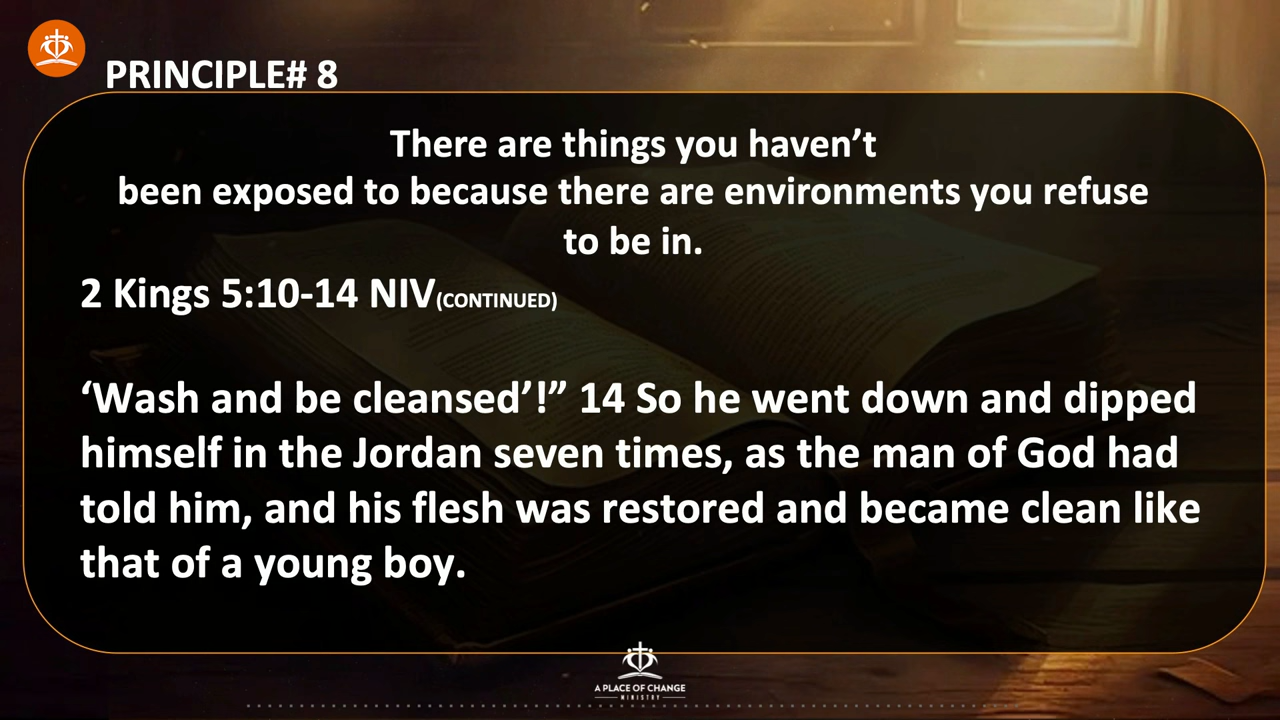 PRINCIPLE# 8
There are things you haven’t
been exposed to because there are environments you refuse
to be in.
2 Kings 5:10-14 NIV(CONTINUED)
‘Wash and be cleansed’!” 14 So he went down and dipped
himself in the Jordan seven times, as the man of God had
told him, and his flesh was restored and became clean like
that of a young boy.
A PLACE OF CHANGE
MINISTRY